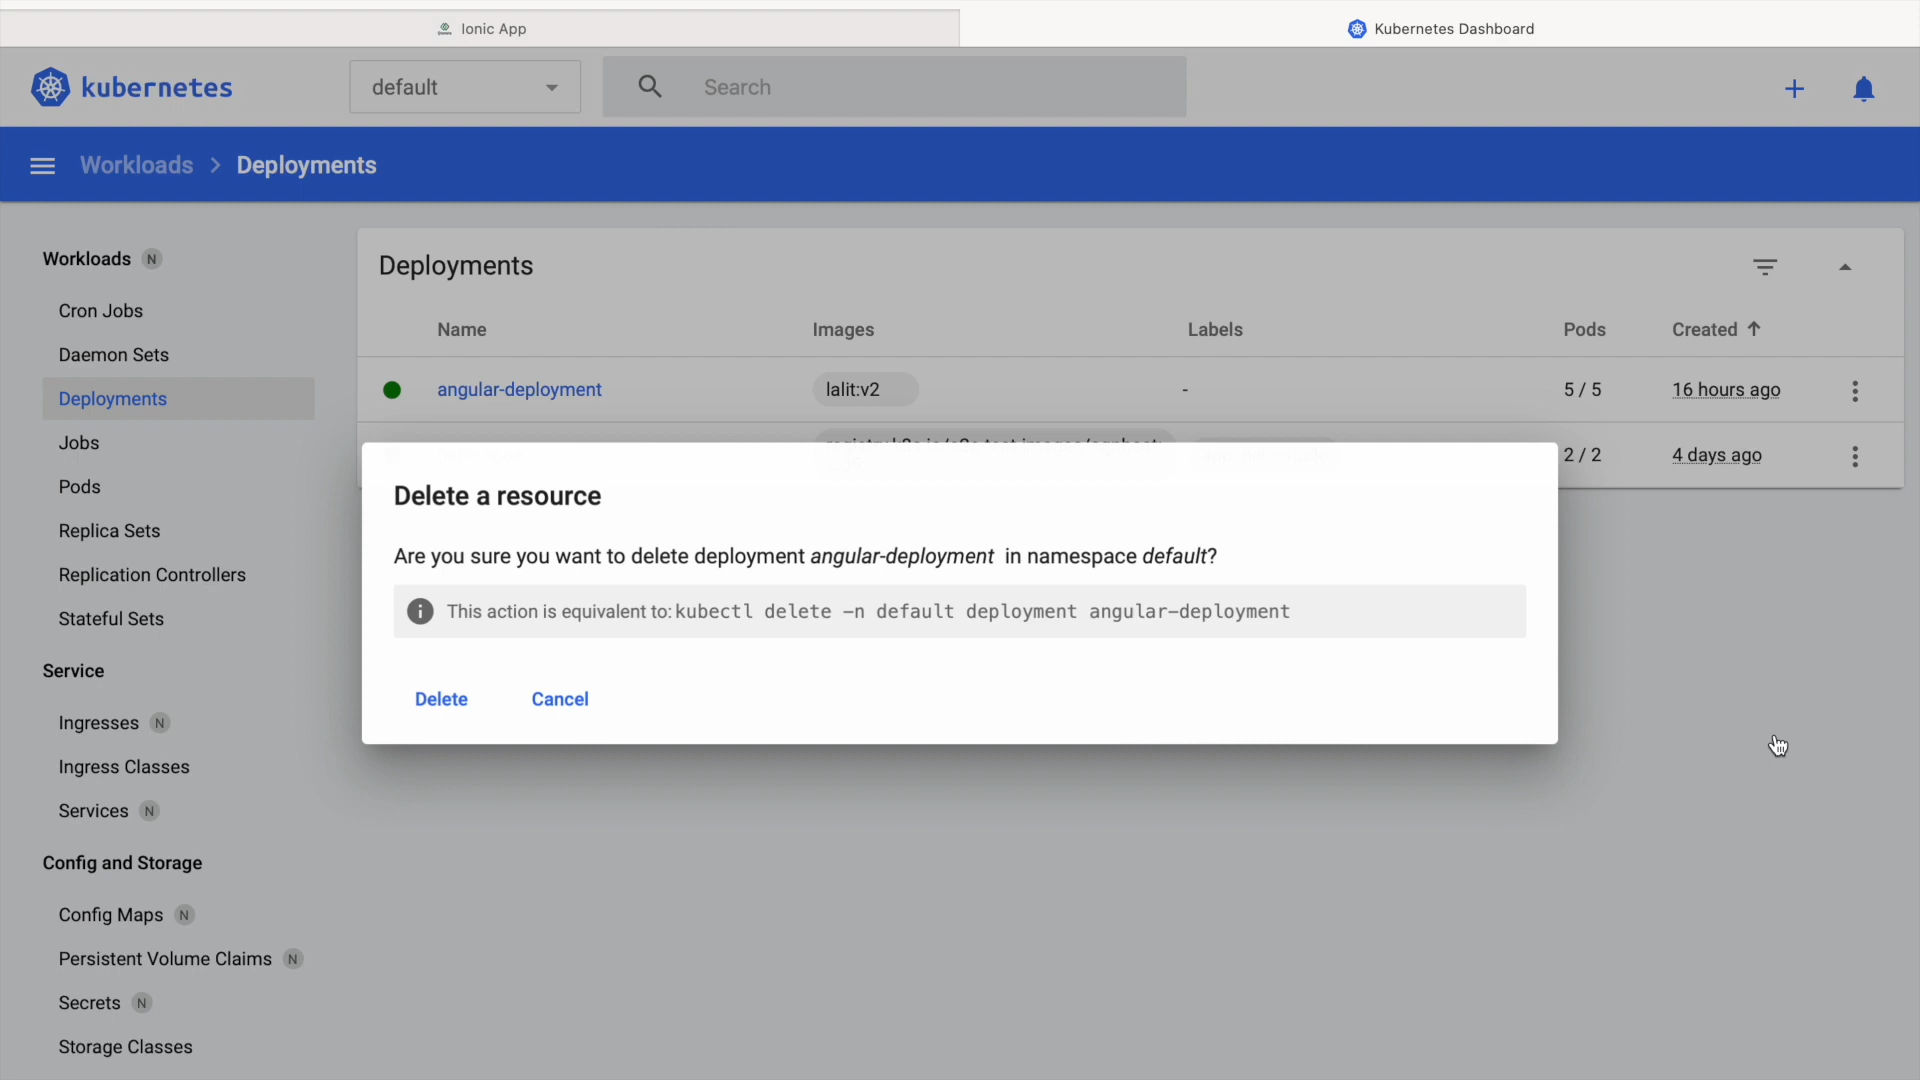 Ionic App
Kubernetes Dashboard
kubernetes
default
Search
Workloads > Deployments
Workloads N
Cron Jobs
Daemon Sets
Deployments
Jobs
Pods
Replica Sets
Replication Controllers
Stateful Sets
Service
Ingresses N
Ingress Classes
Services N
Config and Storage
Config Maps N
Persistent Volume Claims N
Secrets N
Storage Classes
Deployments
Name Images Labels Pods Created
angular-deployment lalit:v2 - 5 / 5 16 hours ago
2 / 2 4 days ago
Delete a resource
Are you sure you want to delete deployment angular-deployment in namespace default?
This action is equivalent to: kubectl delete -n default deployment angular-deployment
Delete Cancel